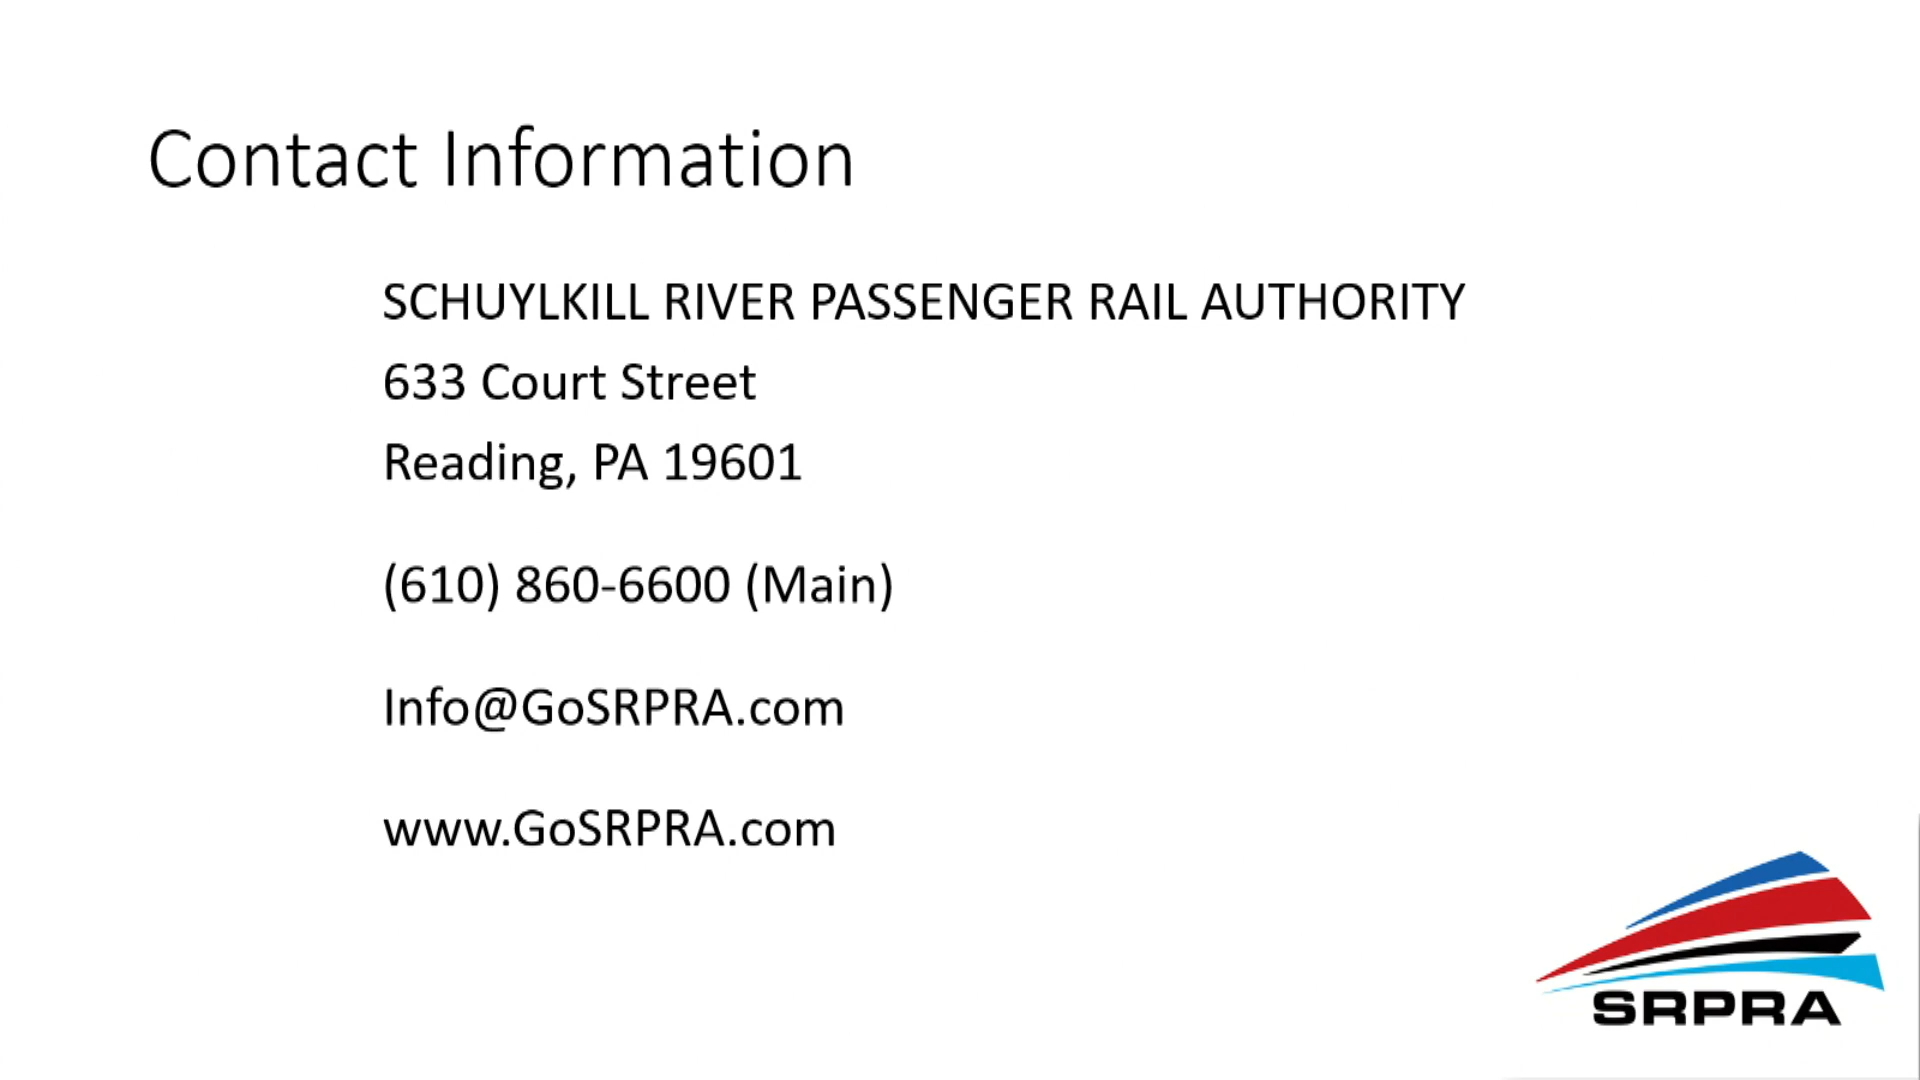 Contact Information
SCHUYLKILL RIVER PASSENGER RAIL AUTHORITY
633 Court Street
Reading, PA 19601
(610) 860-6600 (Main)
Info@GoSRPRA.com
www.GoSRPRA.com
SRPRA